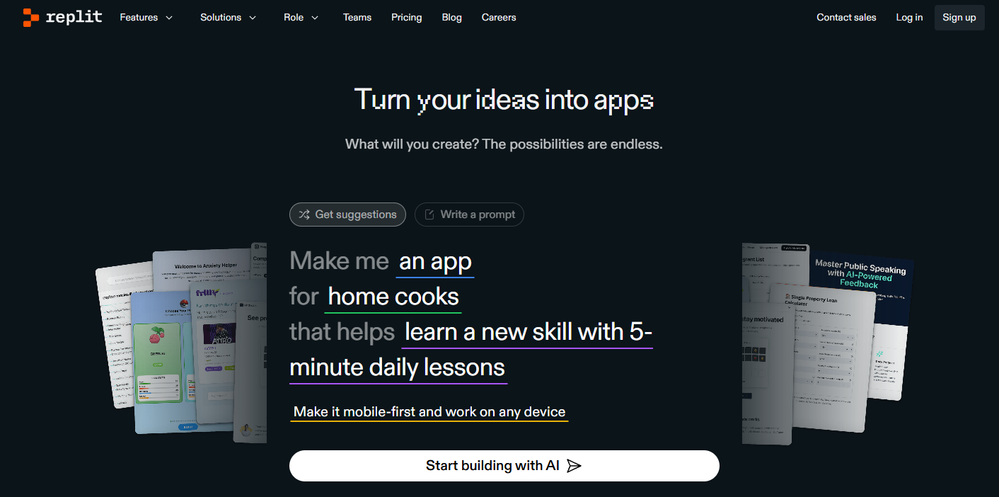 replit
Features
Solutions
Role
Teams
Pricing
Blog
Careers
Contact sales
Log in
Sign up
Turn your ideas into apps
What will you create? The possibilities are endless.
Get suggestions
Write a prompt
Make me an app
for home cooks
that helps learn a new skill with 5-
minute daily lessons
Make it mobile-first and work on any device
Start building with AI
Welcome to Anxiety Helper
See pr
Master Public Speaking
with AI-Powered
Feedback
Single Property Loan
Calculator
stay motivated